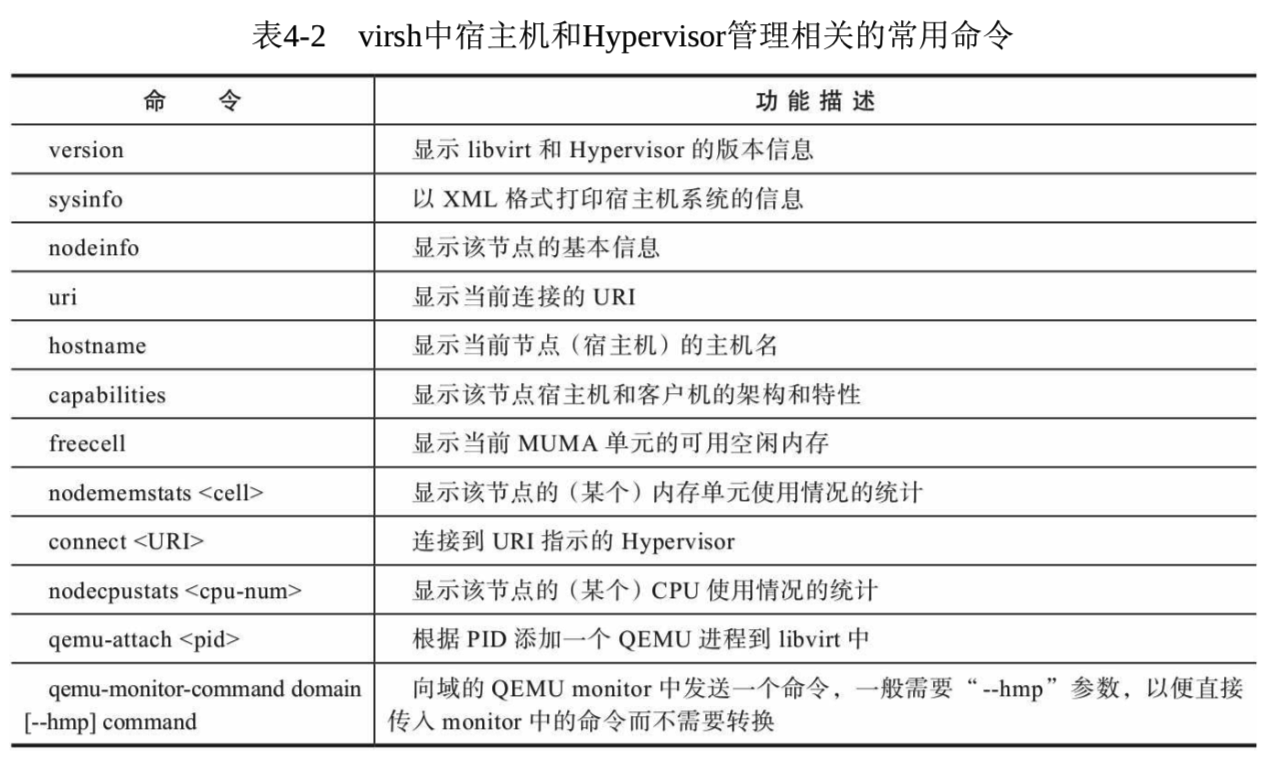 表4-2 virsh中宿主机和Hypervisor管理相关的常用命令
命 令 功 能 描 述
version 显示 libvirt 和 Hypervisor 的版本信息
sysinfo 以 XML 格式打印宿主机系统的信息
nodeinfo 显示该节点的基本信息
uri 显示当前连接的 URI
hostname 显示当前节点（宿主机）的主机名
capabilities 显示该节点宿主机和客户机的架构和特性
freecell 显示当前 MUMA 单元的可用空闲内存
nodememstats <cell> 显示该节点的（某个）内存单元使用情况的统计
connect <URI> 连接到 URI 指示的 Hypervisor
nodecpustats <cpu-num> 显示该节点的（某个）CPU 使用情况的统计
qemu-attach <pid> 根据 PID 添加一个 QEMU 进程到 libvirt 中
qemu-monitor-command domain 向域的 QEMU monitor 中发送一个命令，一般需要“--hmp”参数，以便直接
[--hmp] command 传入 monitor 中的命令而不需要转换